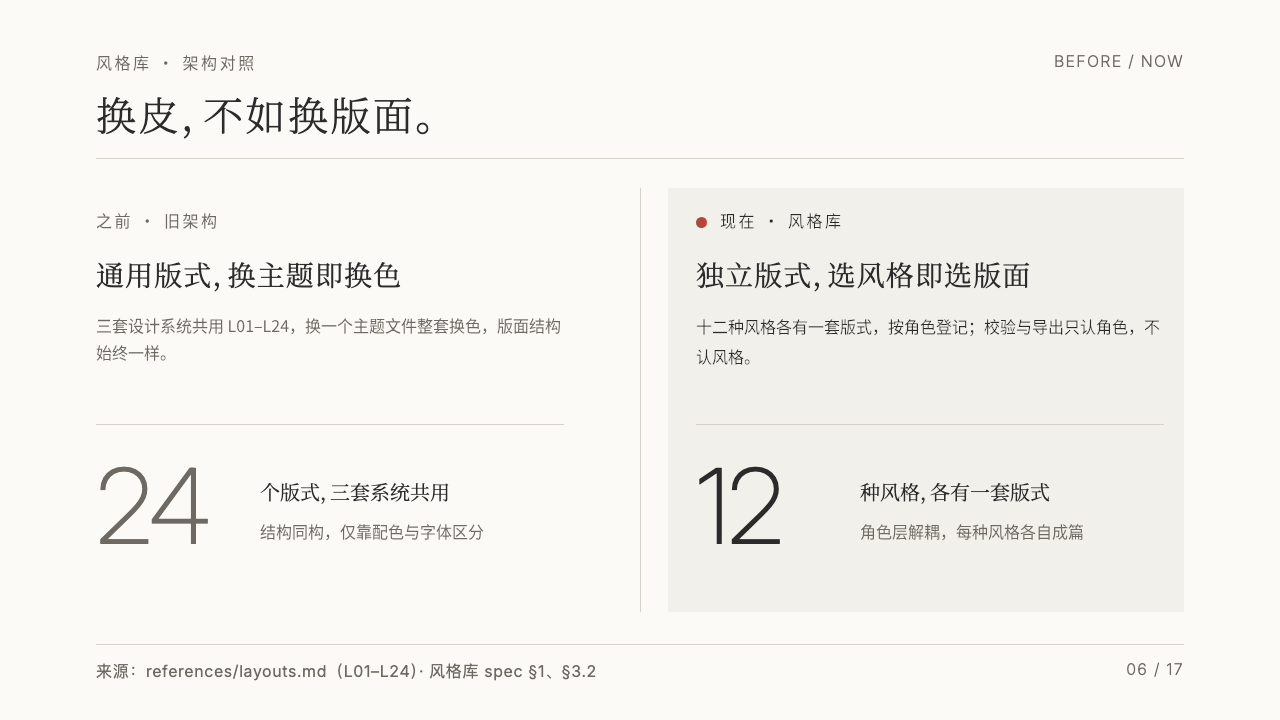 风格库 · 架构对照
BEFORE / NOW
换皮，不如换版面。
之前 · 旧架构
通用版式，换主题即换色
三套设计系统共用 L01–L24，换一个主题文件整套换色，版面结构
始终一样。
24
个版式，三套系统共用
结构同构，仅靠配色与字体区分
现在 · 风格库
独立版式，选风格即选版面
十二种风格各有一套版式，按角色登记；校验与导出只认角色，不
认风格。
12
种风格，各有一套版式
角色层解耦，每种风格各自成篇
来源：references/layouts.md（L01–L24）· 风格库 spec §1、§3.2
06 / 17